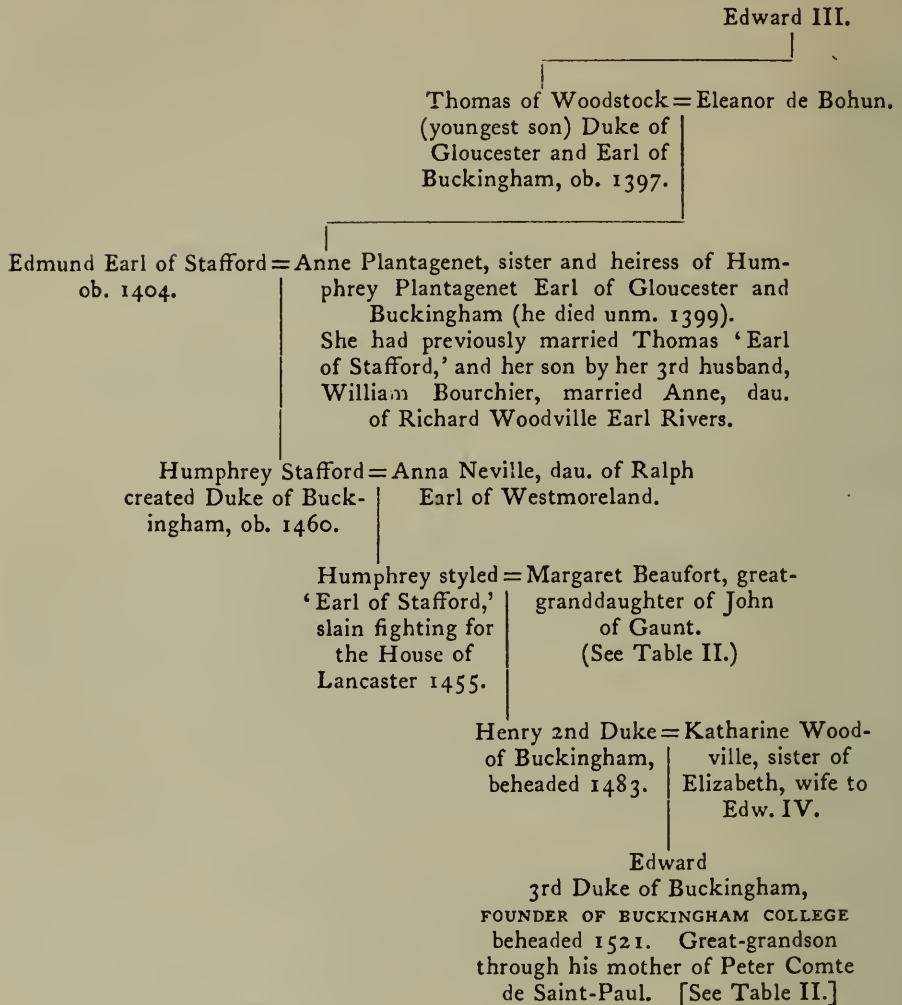 Edward III.
Thomas of Woodstock = Eleanor de Bohun.
(youngest son) Duke of
Gloucester and Earl of
Buckingham, ob. 1397.
Edmund Earl of Stafford = Anne Plantagenet, sister and heiress of Hum-
ob. 1404.
phrey Plantagenet Earl of Gloucester and
Buckingham (he died unm. 1399).
She had previously married Thomas ‘Earl
of Stafford,’ and her son by her 3rd husband,
William Bourchier, married Anne, dau.
of Richard Woodville Earl Rivers.
Humphrey Stafford = Anna Neville, dau. of Ralph
created Duke of Buck-
ingham, ob. 1460.
Earl of Westmoreland.
Humphrey styled = Margaret Beaufort, great-
‘Earl of Stafford,’
slain fighting for
the House of
Lancaster 1455.
granddaughter of John
of Gaunt.
(See Table II.)
Henry 2nd Duke = Katharine Wood-
of Buckingham,
beheaded 1483.
ville, sister of
Elizabeth, wife to
Edw. IV.
Edward
3rd Duke of Buckingham,
FOUNDER OF BUCKINGHAM COLLEGE
beheaded 1521. Great-grandson
through his mother of Peter Comte
de Saint-Paul. [See Table II.]